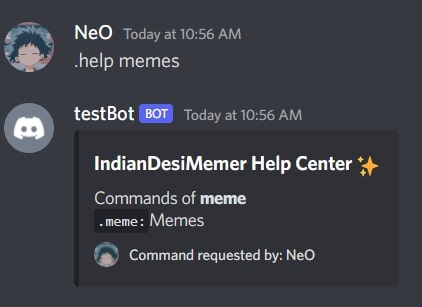 NeO Today at 10:56 AM
.help memes
testBot BOT Today at 10:56 AM
IndianDesiMemer Help Center ✨
Commands of meme
.meme:Memes
Command requested by: NeO